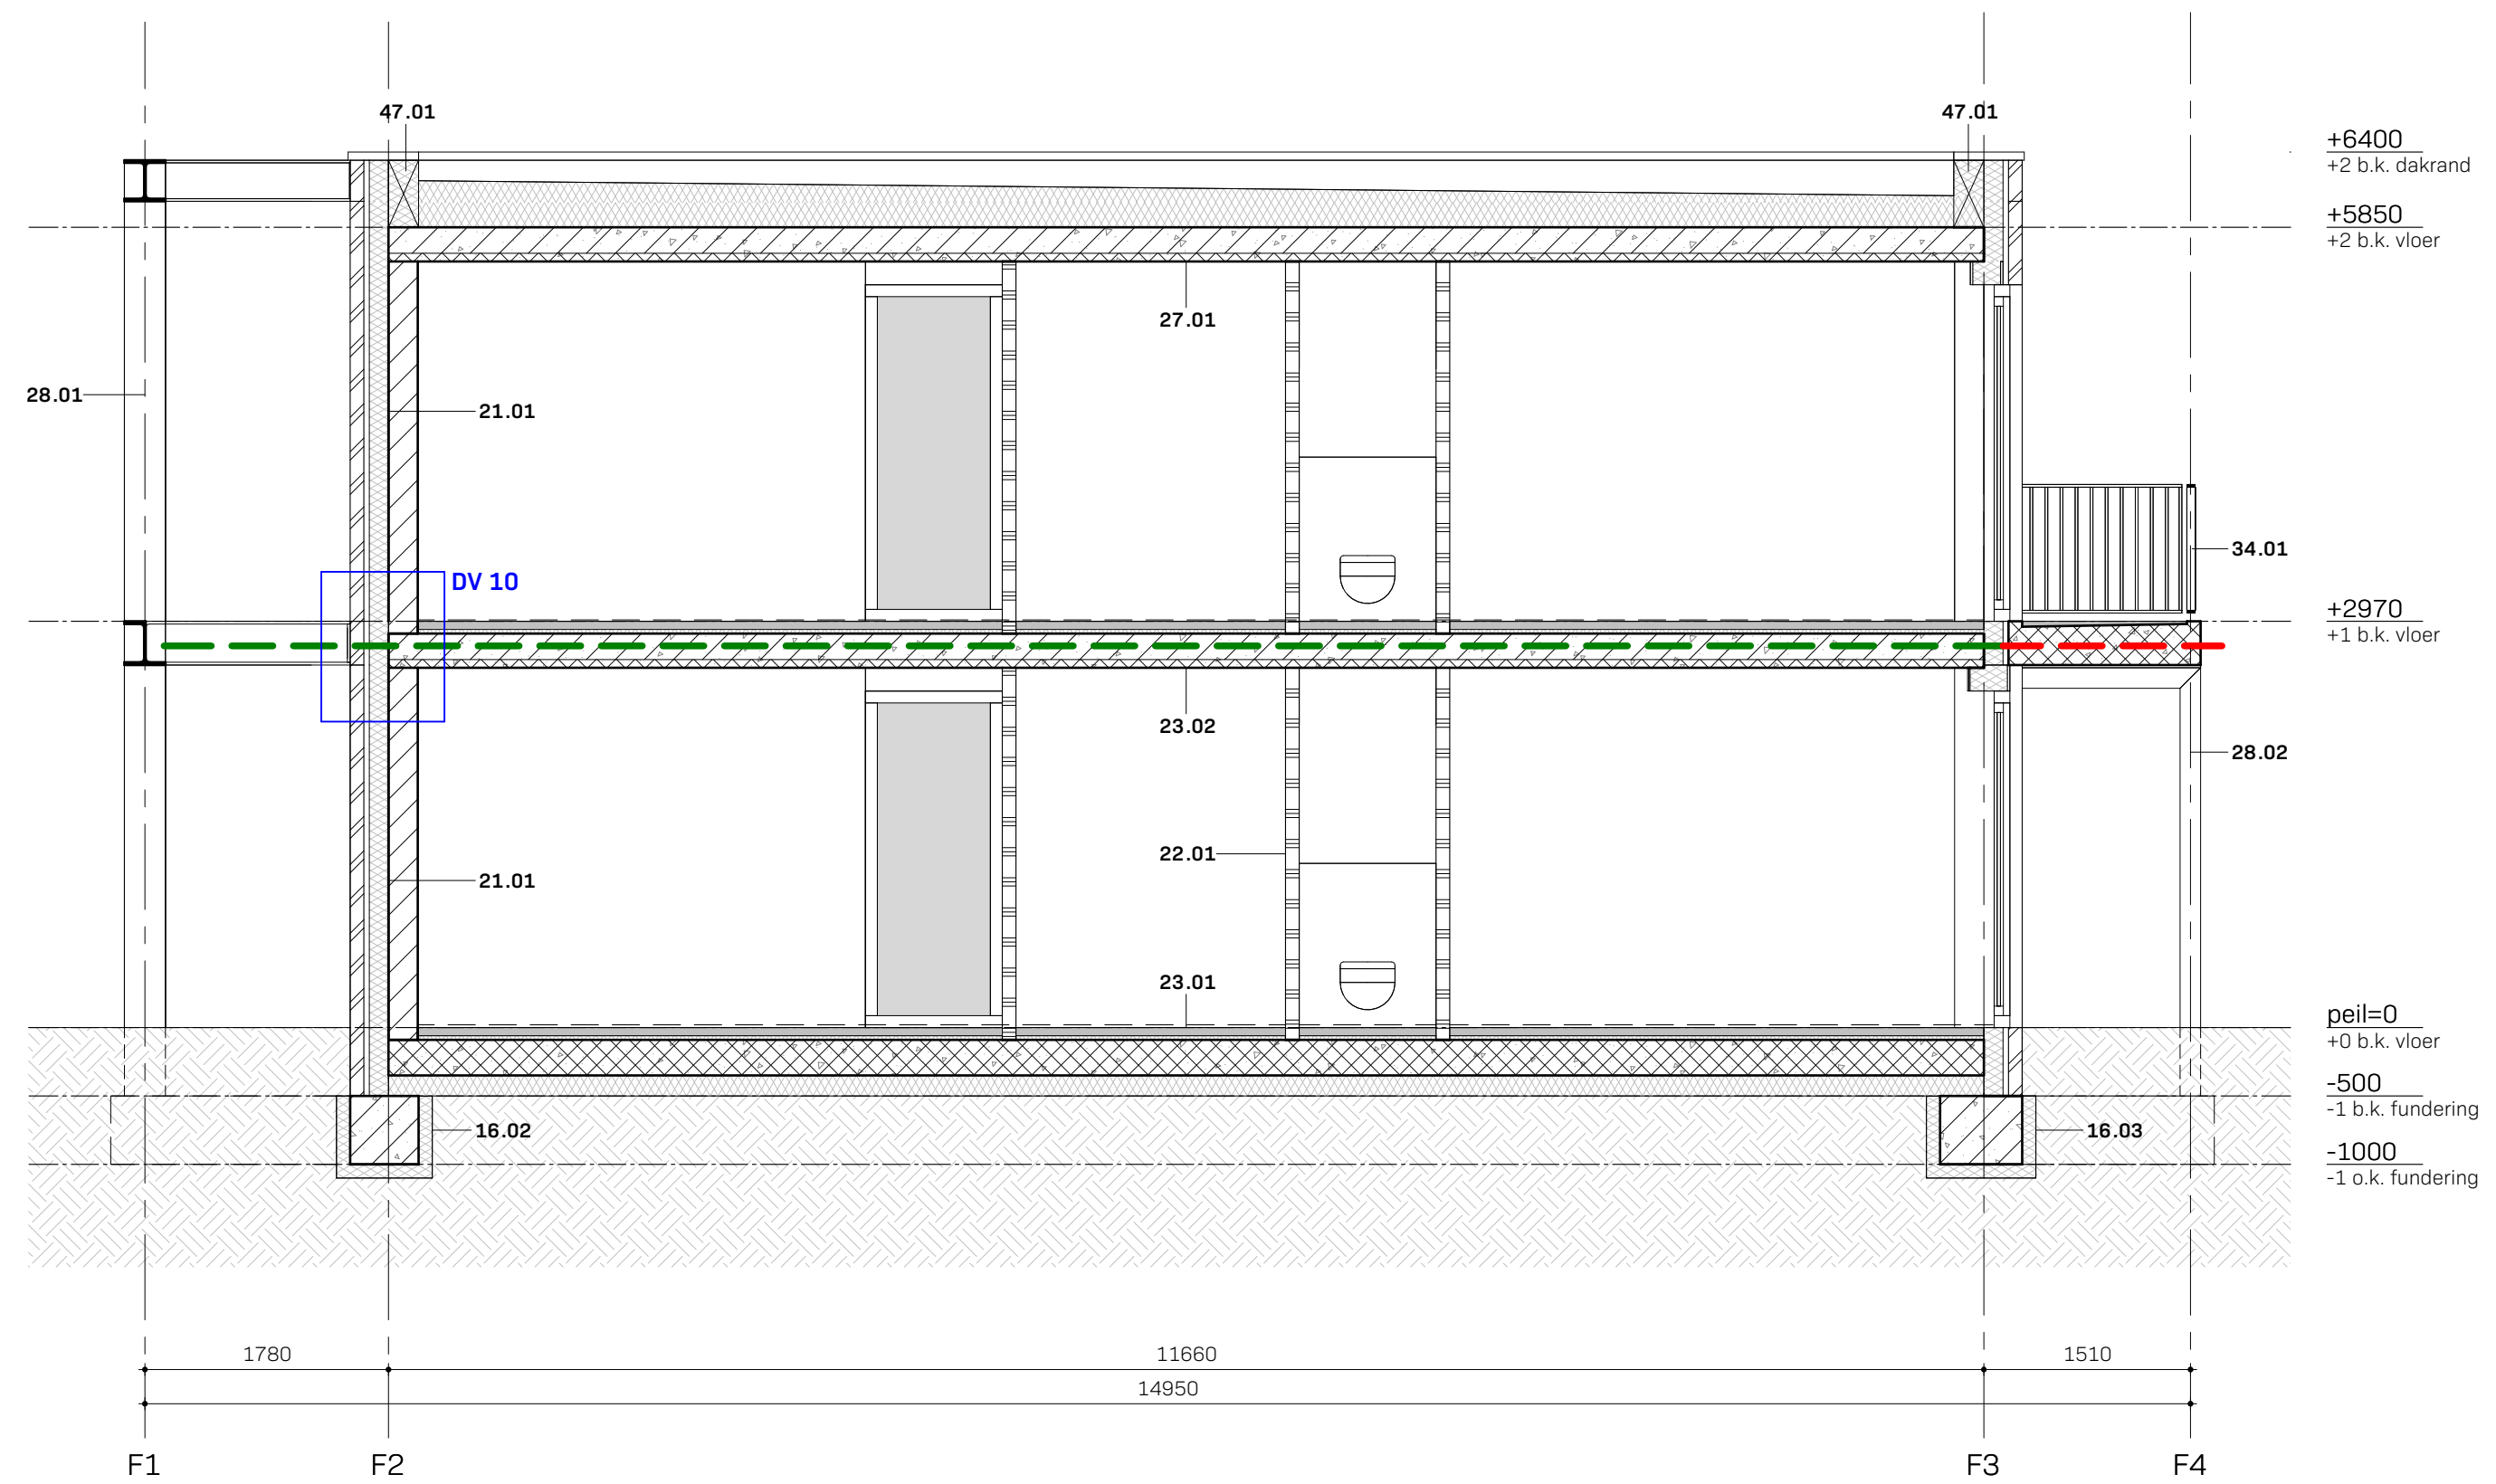 47.01
47.01
+6400
+2 b.k. dakrand
+5850
+2 b.k. vloer
27.01
28.01
21.01
34.01
DV 10
+2970
+1 b.k. vloer
23.02
28.02
22.01
21.01
23.01
peil=0
+0 b.k. vloer
-500
-1 b.k. fundering
16.02
16.03
-1000
-1 o.k. fundering
1780
11660
1510
14950
F1
F2
F3
F4